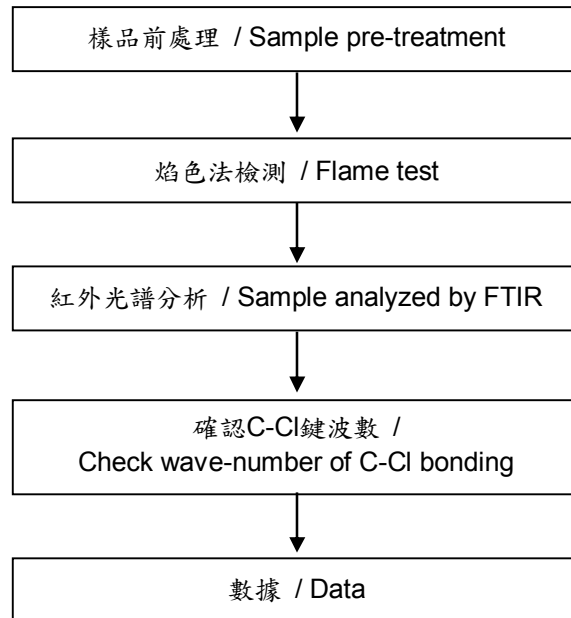 樣品前處理 / Sample pre-treatment
焰色法檢測 / Flame test
紅外光譜分析 / Sample analyzed by FTIR
確認C-Cl鍵波數 /
Check wave-number of C-Cl bonding
數據 / Data